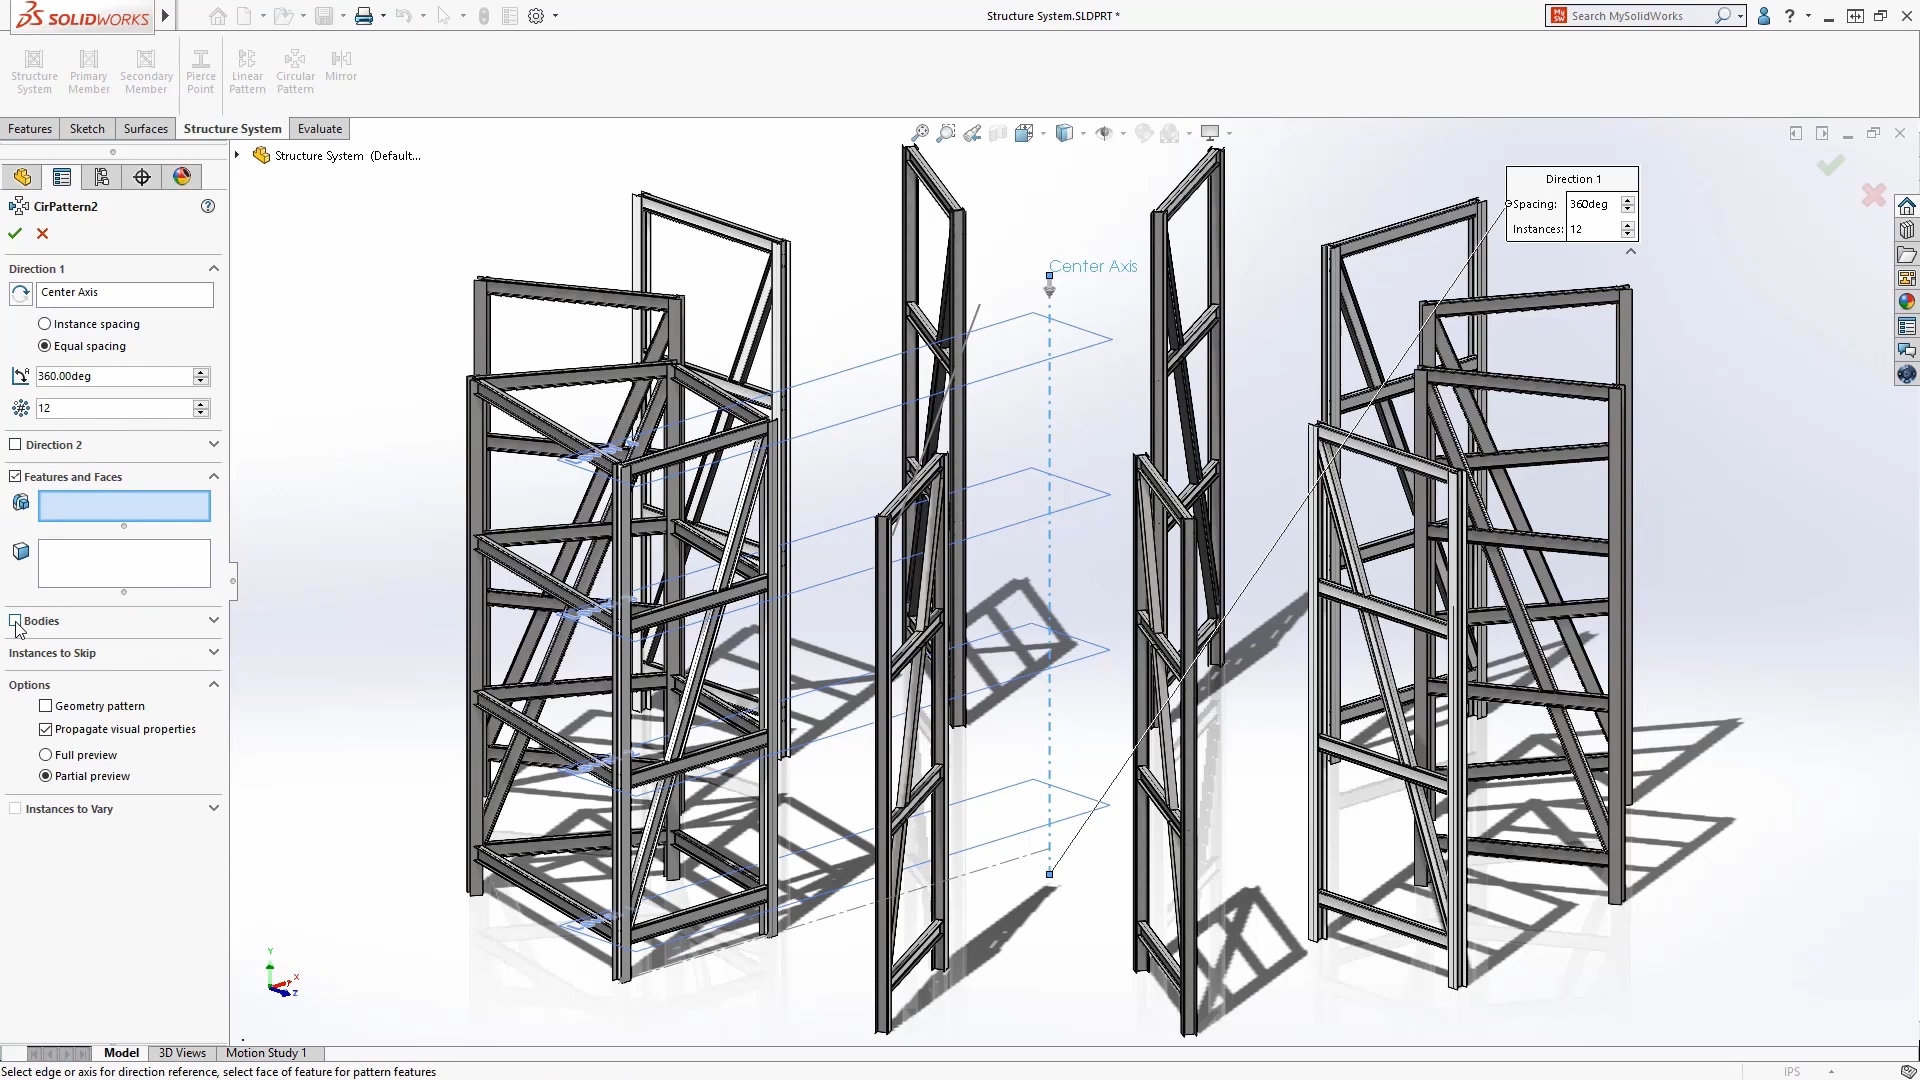 SOLIDWORKS
Structure System.SLDPRT *
Search MySolidWorks
Structure System
Primary Member
Secondary Member
Pierce Point
Linear Pattern
Circular Pattern
Mirror
Features
Sketch
Surfaces
Structure System
Evaluate
Structure System (Default...
CirPattern2
Direction 1
Center Axis
Instance spacing
Equal spacing
360.00deg
12
Direction 2
Features and Faces
Bodies
Instances to Skip
Options
Geometry pattern
Propagate visual properties
Full preview
Partial preview
Instances to Vary
Center Axis
Direction 1
Spacing: 360deg
Instances: 12
Y
X
Z
Model
3D Views
Motion Study 1
Select edge or axis for direction reference, select face of feature for pattern features
IPS